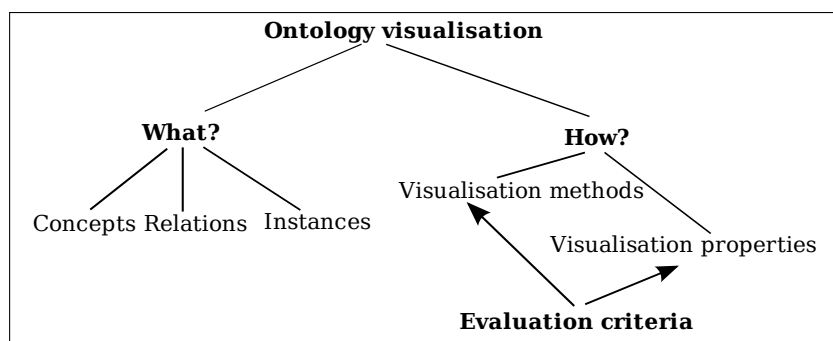 Ontology visualisation
What?
How?
Concepts Relations Instances
Visualisation methods
Visualisation properties
Evaluation criteria